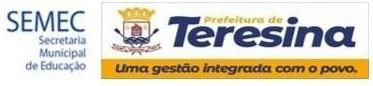 SEMEC
Secretaria
Municipal
de Educação
Prefeitura de
Teresina
Uma gestão integrada com o povo.